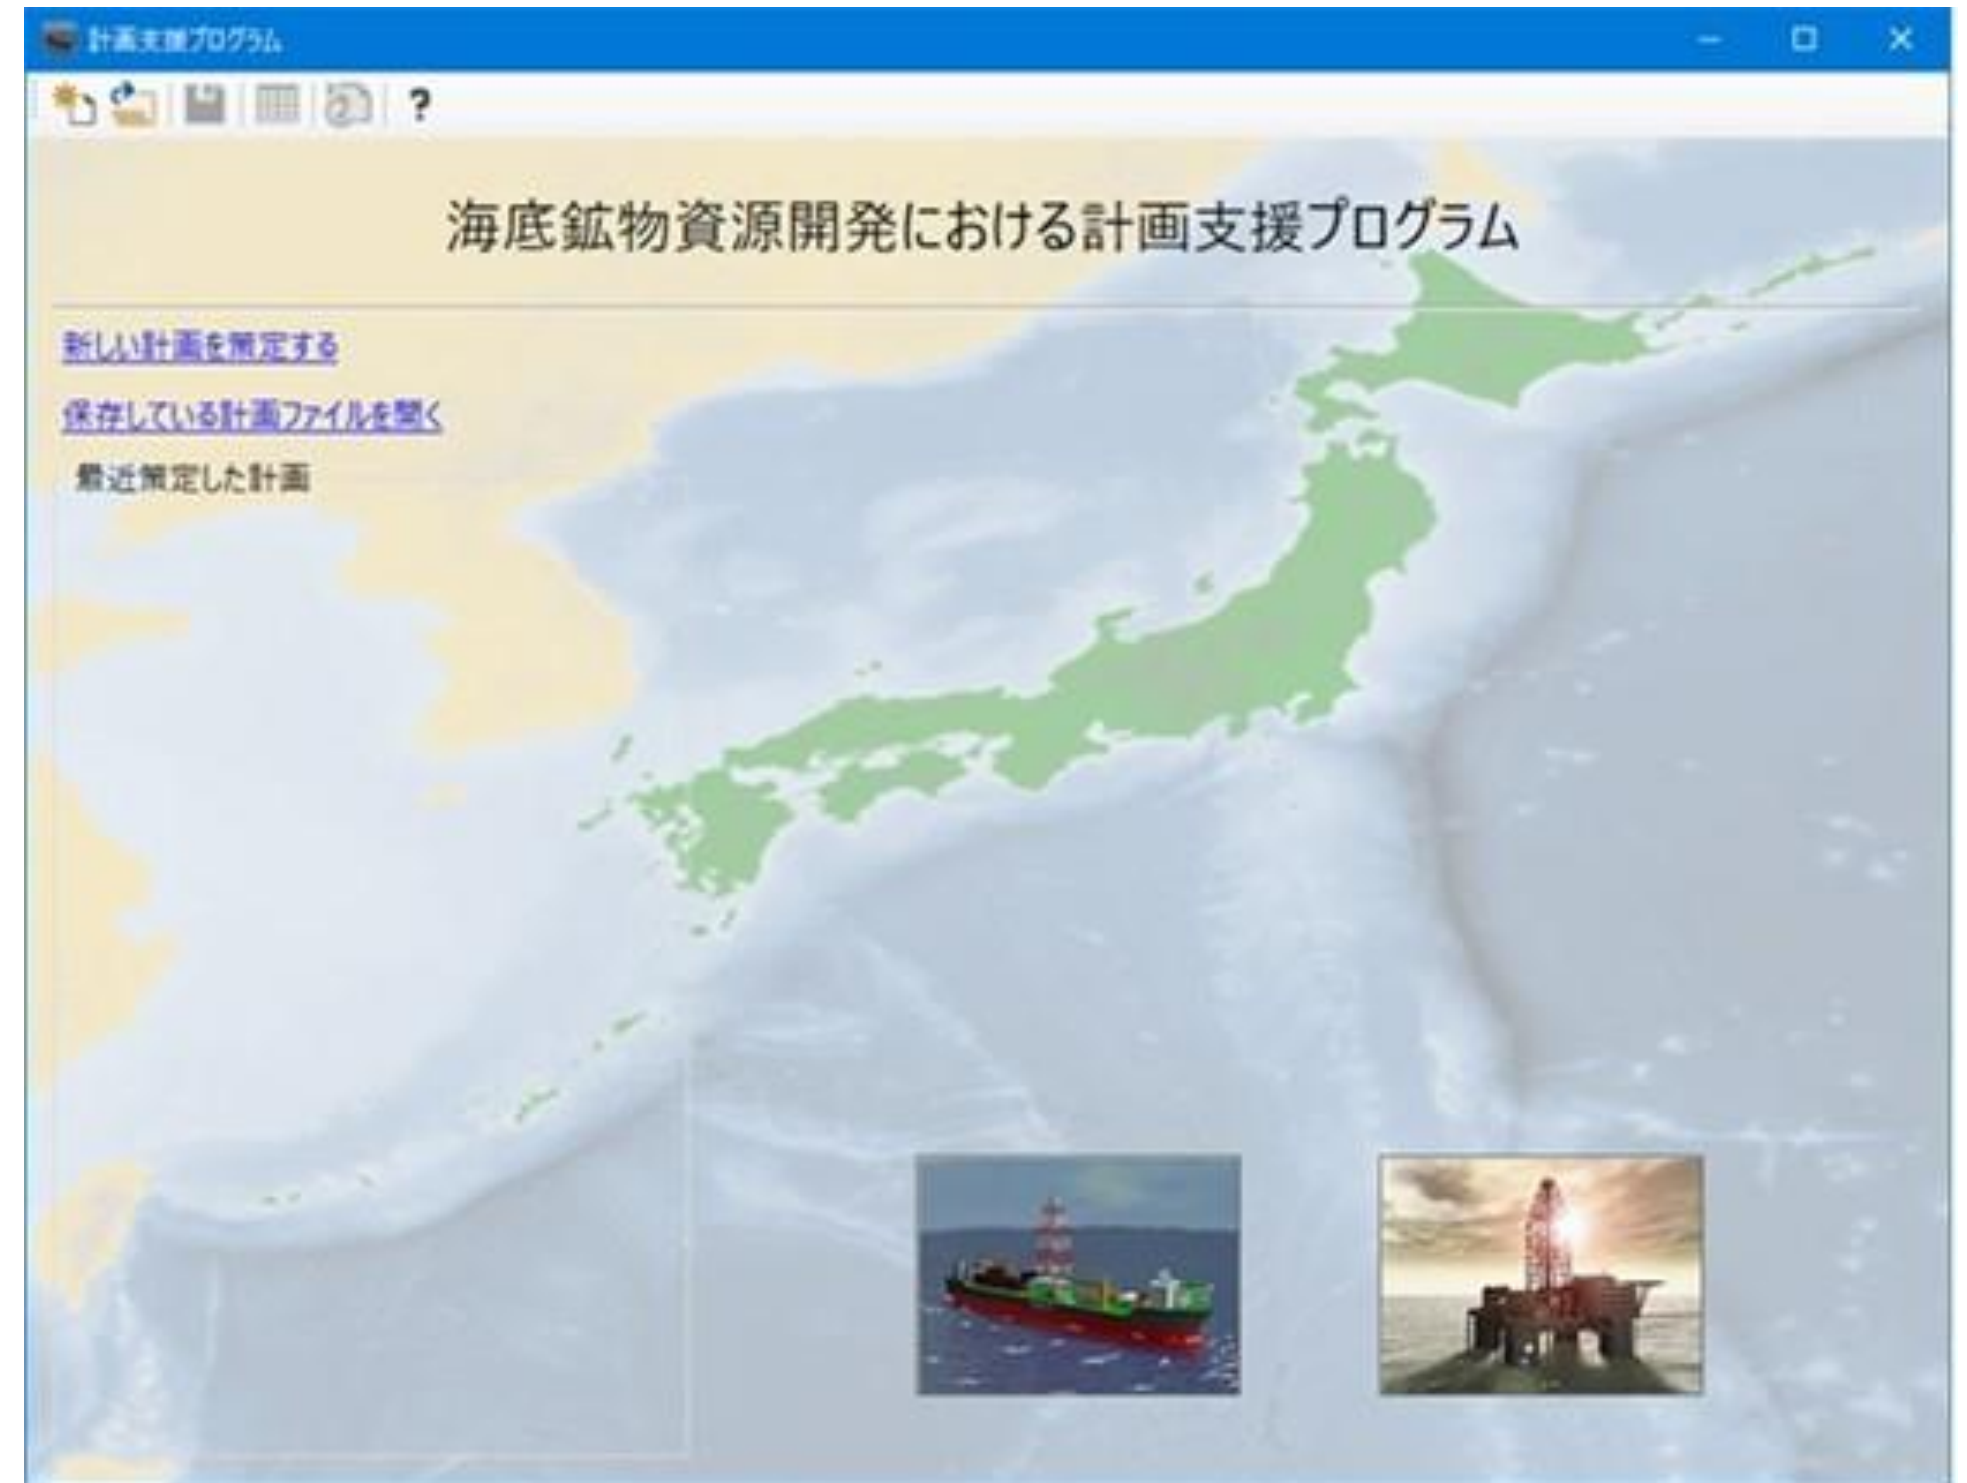 計画支援プログラム
?
海底鉱物資源開発における計画支援プログラム
新しい計画を策定する
保存している計画ファイルを開く
最近策定した計画